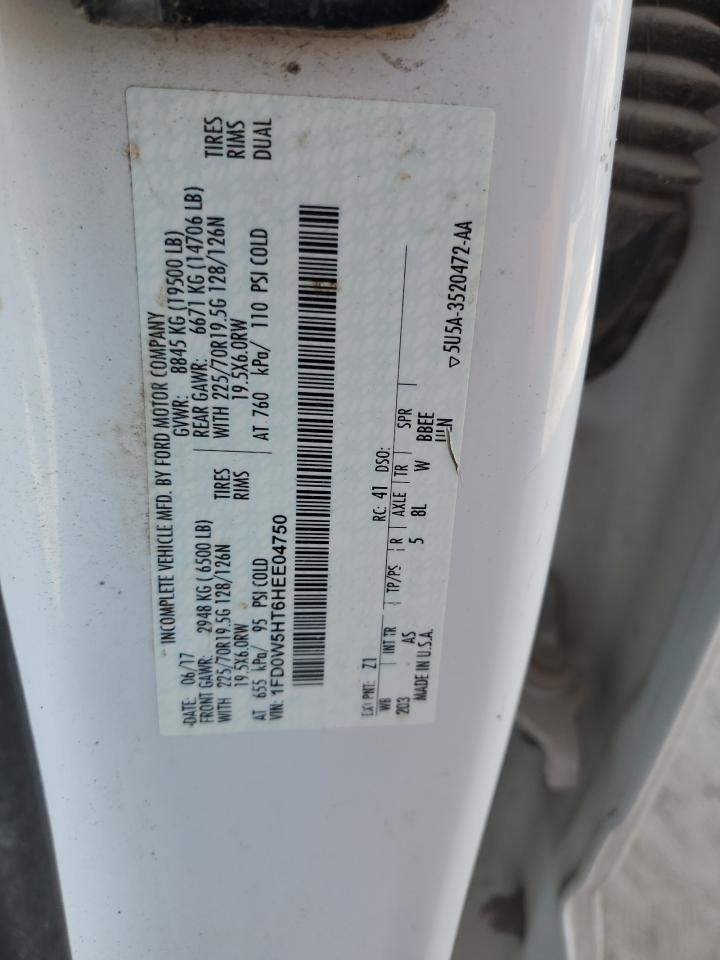 INCOMPLETE VEHICLE MFD. BY FORD MOTOR COMPANY
DATE: 06/17 GVWR: 8845 KG (19500 LB)
FRONT GAWR: 2948 KG ( 6500 LB) REAR GAWR: 6671 KG (14706 LB)
WITH 225/70R19.5G 128/126N TIRES WITH 225/70R19.5G 128/126N TIRES
19.5X6.0RW RIMS 19.5X6.0RW RIMS
AT 655 kPa/ 95 PSI COLD AT 760 kPa/ 110 PSI COLD DUAL
VIN: 1FD0W5HT6HEE04750
EXT PNT: Z1 RC: 41 DSO:
WB INT TR TP/PS R AXLE TR SPR
203 AS 5 8L W BBEE
MADE IN U.S.A.
▽5U5A-3520472-AA